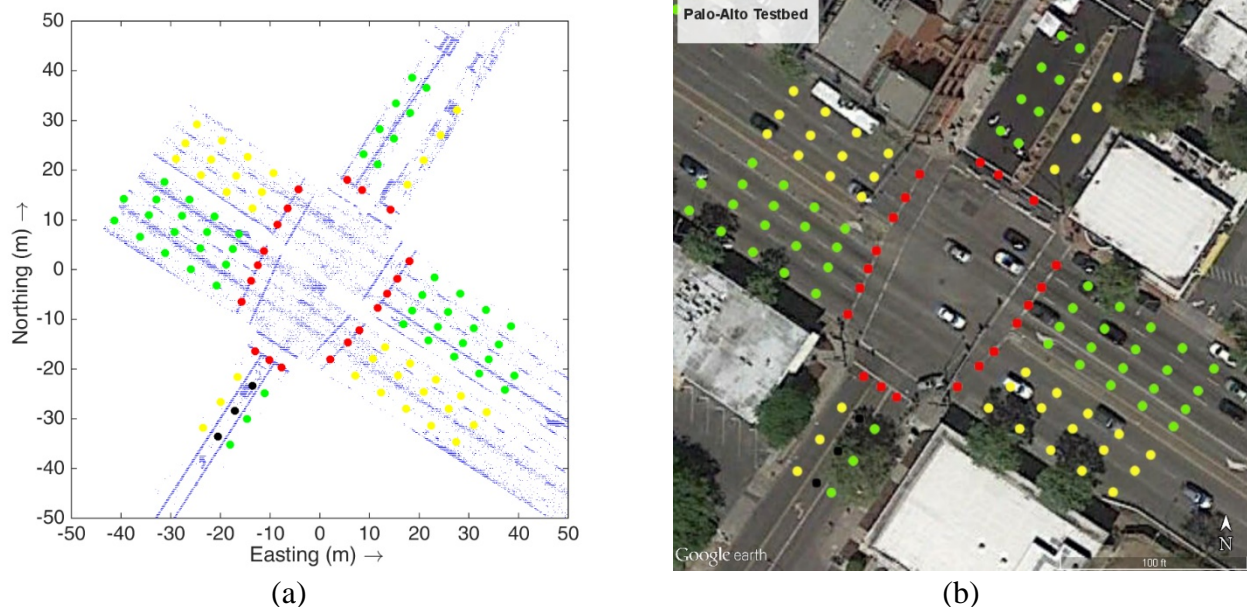 50
40
30
20
10
0
-10
-20
-30
-40
-50
Northing (m) →
-50 -40 -30 -20 -10 0 10 20 30 40 50
Easting (m) →
(a)
Palo-Alto Testbed
Google earth
N
100 ft
(b)